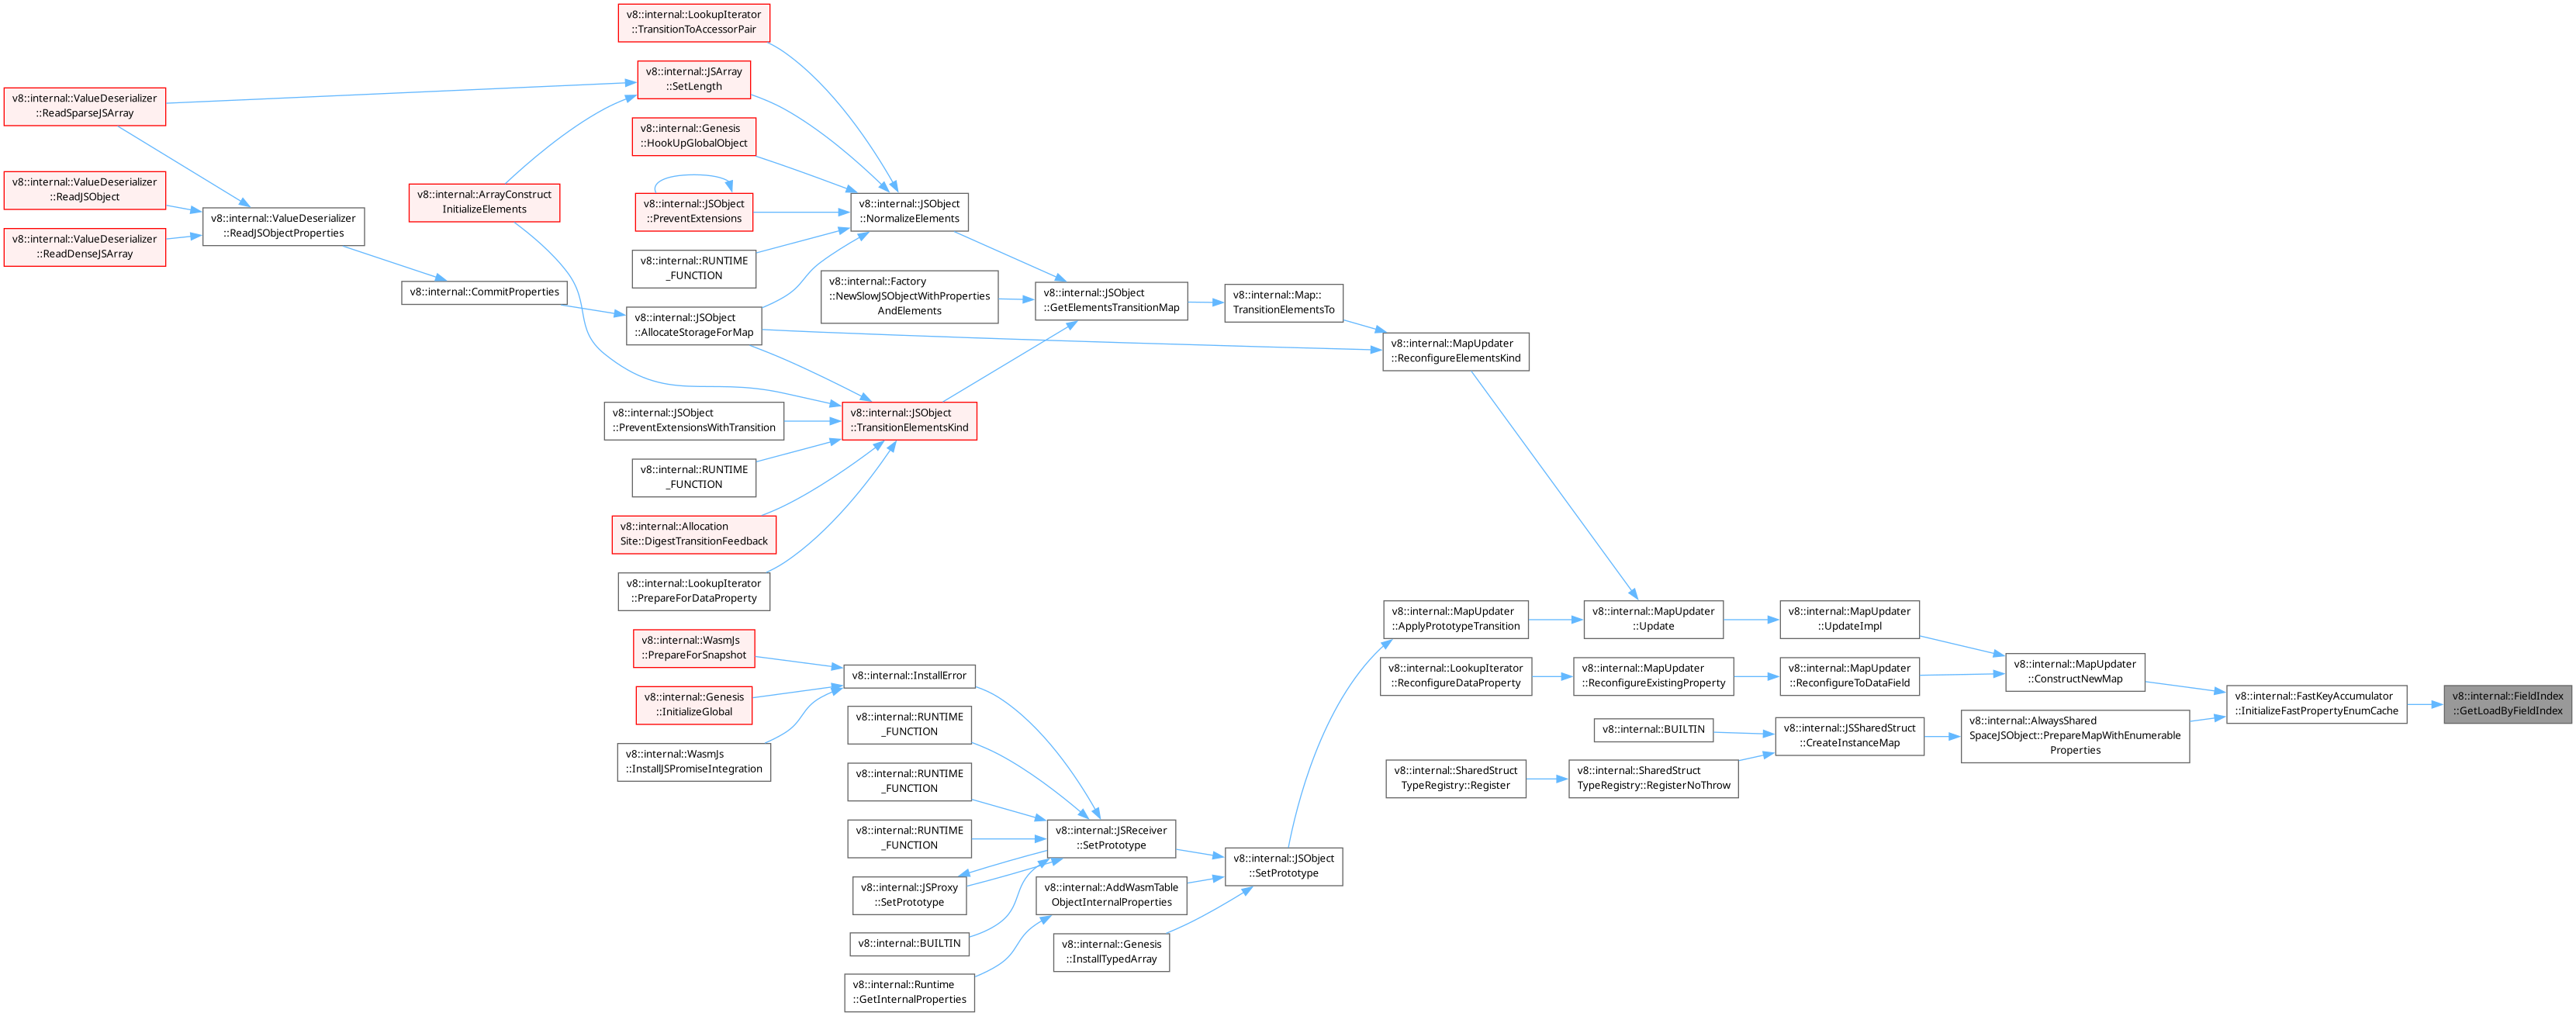 v8::internal::LookupIterator
::TransitionToAccessorPair
v8::internal::JSArray
::SetLength
v8::internal::ValueDeserializer
::ReadSparseJSArray
v8::internal::Genesis
::HookUpGlobalObject
v8::internal::ValueDeserializer
::ReadJSObject
v8::internal::ArrayConstruct
InitializeElements
v8::internal::JSObject
::PreventExtensions
v8::internal::JSObject
::NormalizeElements
v8::internal::ValueDeserializer
::ReadJSObjectProperties
v8::internal::ValueDeserializer
::ReadDenseJSArray
v8::internal::RUNTIME
_FUNCTION
v8::internal::CommitProperties
v8::internal::Factory
::NewSlowJSObjectWithProperties
AndElements
v8::internal::JSObject
::GetElementsTransitionMap
v8::internal::Map::
TransitionElementsTo
v8::internal::JSObject
::AllocateStorageForMap
v8::internal::MapUpdater
::ReconfigureElementsKind
v8::internal::JSObject
::PreventExtensionsWithTransition
v8::internal::JSObject
::TransitionElementsKind
v8::internal::RUNTIME
_FUNCTION
v8::internal::Allocation
Site::DigestTransitionFeedback
v8::internal::LookupIterator
::PrepareForDataProperty
v8::internal::MapUpdater
::ApplyPrototypeTransition
v8::internal::MapUpdater
::Update
v8::internal::MapUpdater
::UpdateImpl
v8::internal::WasmJs
::PrepareForSnapshot
v8::internal::InstallError
v8::internal::LookupIterator
::ReconfigureDataProperty
v8::internal::MapUpdater
::ReconfigureExistingProperty
v8::internal::MapUpdater
::ReconfigureToDataField
v8::internal::MapUpdater
::ConstructNewMap
v8::internal::Genesis
::InitializeGlobal
v8::internal::FastKeyAccumulator
::InitializeFastPropertyEnumCache
v8::internal::FieldIndex
::GetLoadByFieldIndex
v8::internal::RUNTIME
_FUNCTION
v8::internal::BUILTIN
v8::internal::JSSharedStruct
::CreateInstanceMap
v8::internal::AlwaysShared
SpaceJSObject::PrepareMapWithEnumerable
Properties
v8::internal::WasmJs
::InstallJSPromiseIntegration
v8::internal::RUNTIME
_FUNCTION
v8::internal::SharedStruct
TypeRegistry::Register
v8::internal::SharedStruct
TypeRegistry::RegisterNoThrow
v8::internal::RUNTIME
_FUNCTION
v8::internal::JSReceiver
::SetPrototype
v8::internal::JSObject
::SetPrototype
v8::internal::JSProxy
::SetPrototype
v8::internal::AddWasmTable
ObjectInternalProperties
v8::internal::BUILTIN
v8::internal::Genesis
::InstallTypedArray
v8::internal::Runtime
::GetInternalProperties